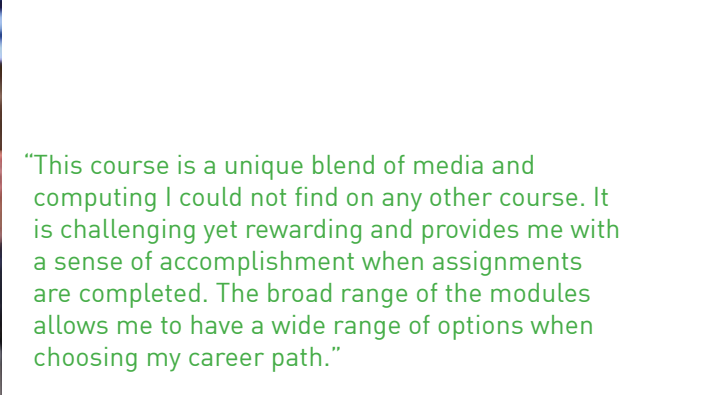 “This course is a unique blend of media and
computing I could not find on any other course. It
is challenging yet rewarding and provides me with
a sense of accomplishment when assignments
are completed. The broad range of the modules
allows me to have a wide range of options when
choosing my career path.”